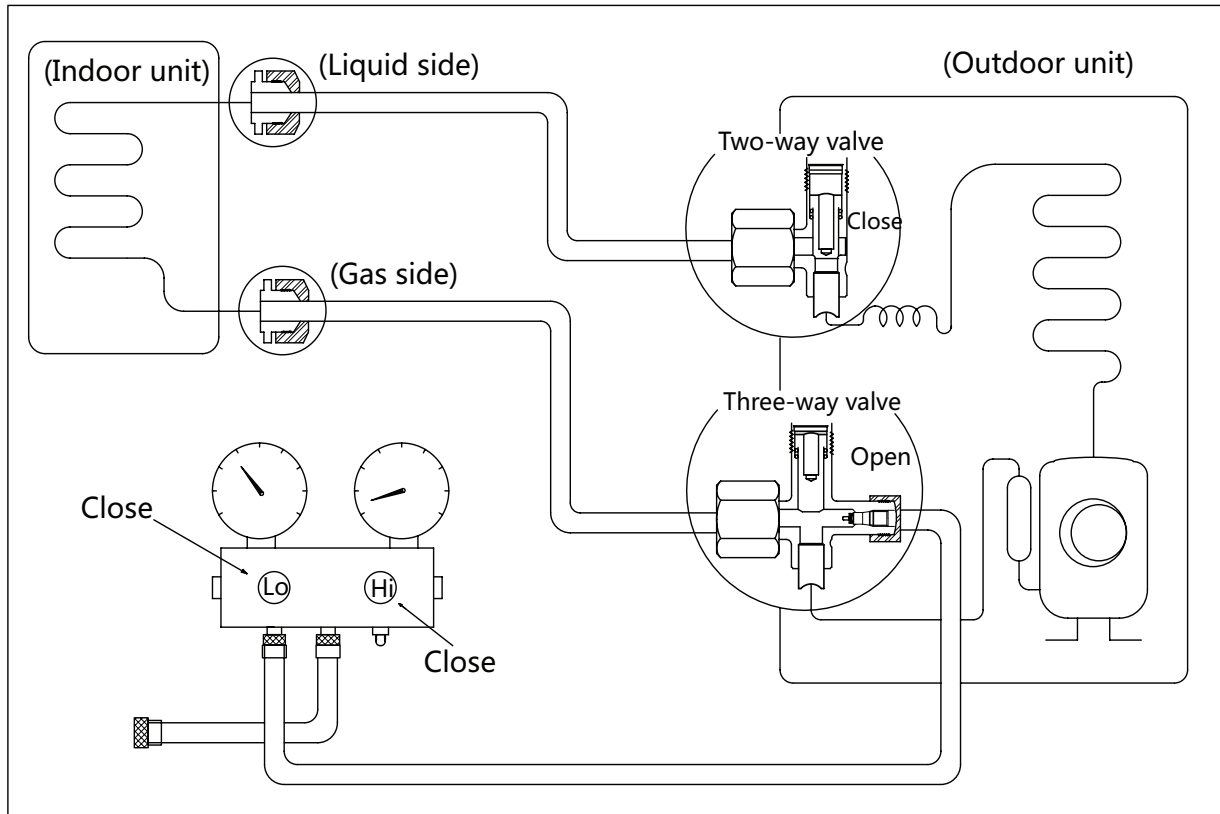 (Indoor unit)
(Liquid side)
(Outdoor unit)
Two-way valve
Close
(Gas side)
Three-way valve
Open
Close
Lo
Hi
Close